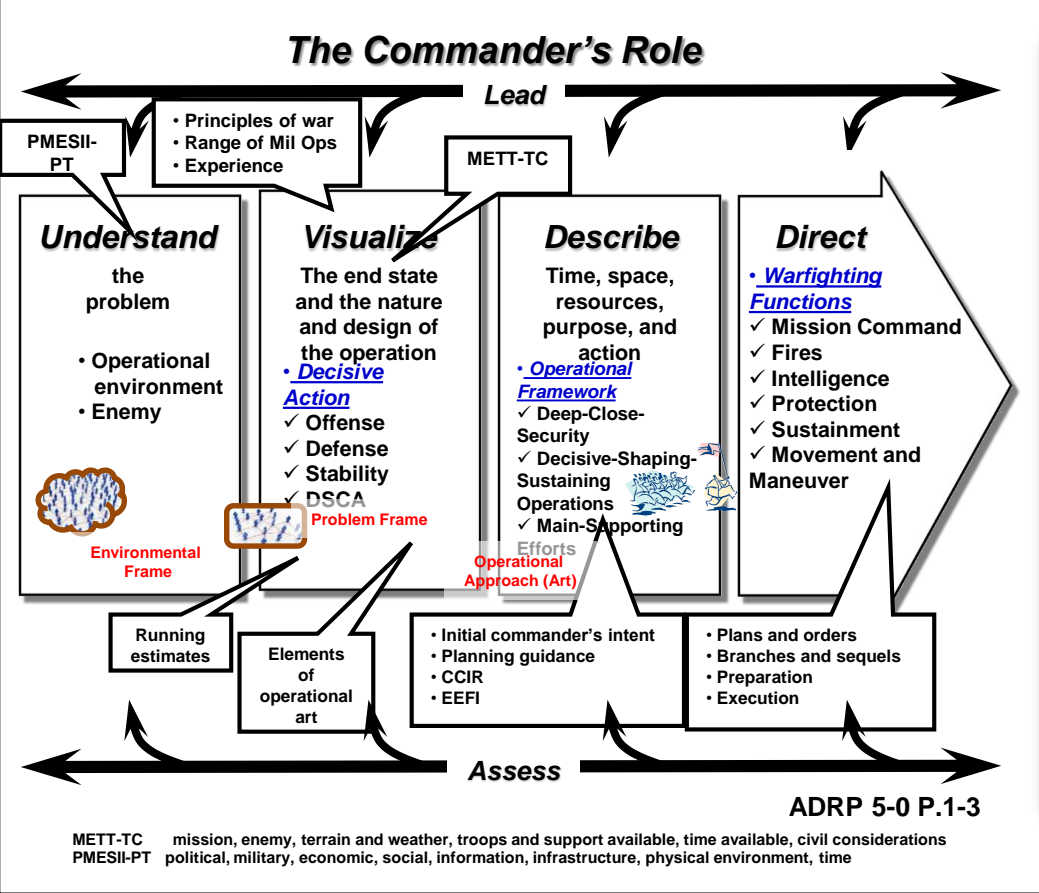 The Commander's Role
Lead
PMESII-
PT
• Principles of war
• Range of Mil Ops
• Experience
METT-TC
Understand
the
problem
• Operational
environment
• Enemy
Environmental
Frame
Visualize
The end state
and the nature
and design of
the operation
• Decisive
Action
✓ Offense
✓ Defense
✓ Stability
✓ DSCA
Problem Frame
Describe
Time, space,
resources,
purpose, and
action
• Operational
Framework
✓ Deep-Close-
Security
✓ Decisive-Shaping-
Sustaining
Operations
✓ Main-Supporting
Efforts
Operational
Approach (Art)
Direct
• Warfighting
Functions
✓ Mission Command
✓ Fires
✓ Intelligence
✓ Protection
✓ Sustainment
✓ Movement and
Maneuver
Running
estimates
Elements
of
operational
art
• Initial commander's intent
• Planning guidance
• CCIR
• EEFI
• Plans and orders
• Branches and sequels
• Preparation
• Execution
Assess
ADRP 5-0 P.1-3
METT-TC mission, enemy, terrain and weather, troops and support available, time available, civil considerations
PMESII-PT political, military, economic, social, information, infrastructure, physical environment, time